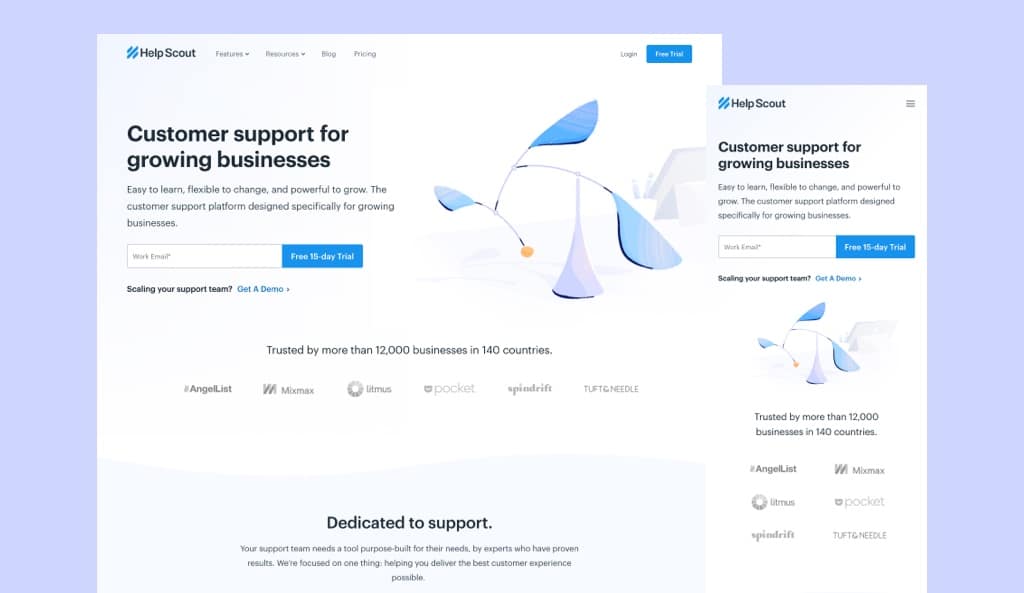 Help Scout
Features
Resources
Blog
Pricing
Login
Free Trial
Customer support for
growing businesses
Easy to learn, flexible to change, and powerful to grow. The
customer support platform designed specifically for growing
businesses.
Work Email*
Free 15-day Trial
Scaling your support team? Get A Demo ›
Trusted by more than 12,000 businesses in 140 countries.
AngelList
Mixmax
litmus
pocket
spindrift
TUFT&NEEDLE
Dedicated to support.
Your support team needs a tool purpose-built for their needs, by experts who have proven
results. We're focused on one thing: helping you deliver the best customer experience
possible.
Help Scout
Customer support for
growing businesses
Easy to learn, flexible to change, and powerful to
grow. The customer support platform designed
specifically for growing businesses.
Work Email*
Free 15-day Trial
Scaling your support team? Get A Demo ›
Trusted by more than 12,000
businesses in 140 countries.
AngelList
Mixmax
litmus
pocket
spindrift
TUFT&NEEDLE